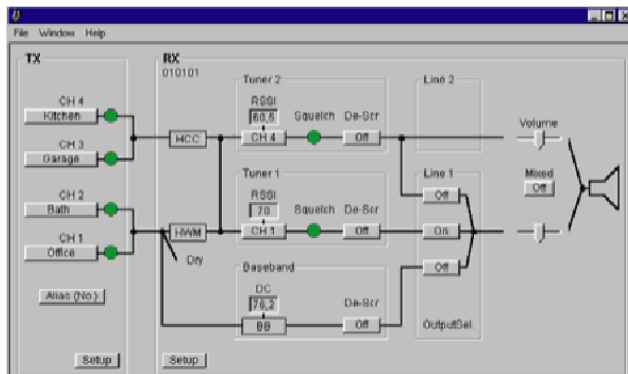 File Window Help
TX
CH 4
Kitchen
CH 3
Garage
CH 2
Bath
CH 1
Office
Alias (No.)
Setup
RX
010101
HCC
HWM
Dry
Setup
Tuner 2
RSSI
60,5
CH 4
Squelch
De-Scr
Off
Tuner 1
RSSI
70
CH 1
Squelch
De-Scr
Off
Baseband
DC
76,2
BB
De-Scr
Off
Line 2
Line 1
Off
On
Off
OutputSel.
Volume
Mixed
Off